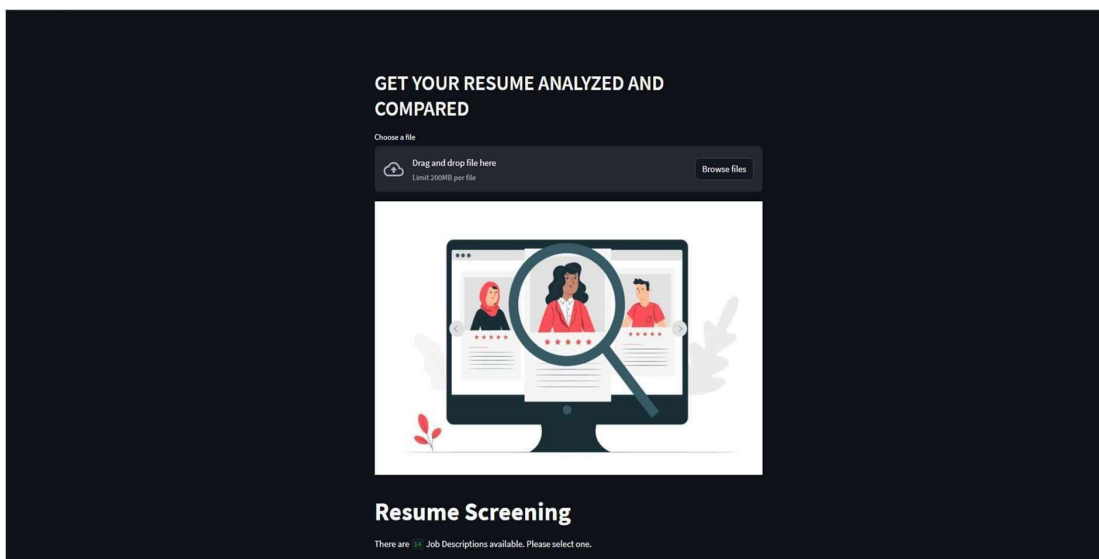 GET YOUR RESUME ANALYZED AND
COMPARED
Choose a file
Drag and drop file here
Limit 200MB per file
Browse files
Resume Screening
There are 14 Job Descriptions available. Please select one.